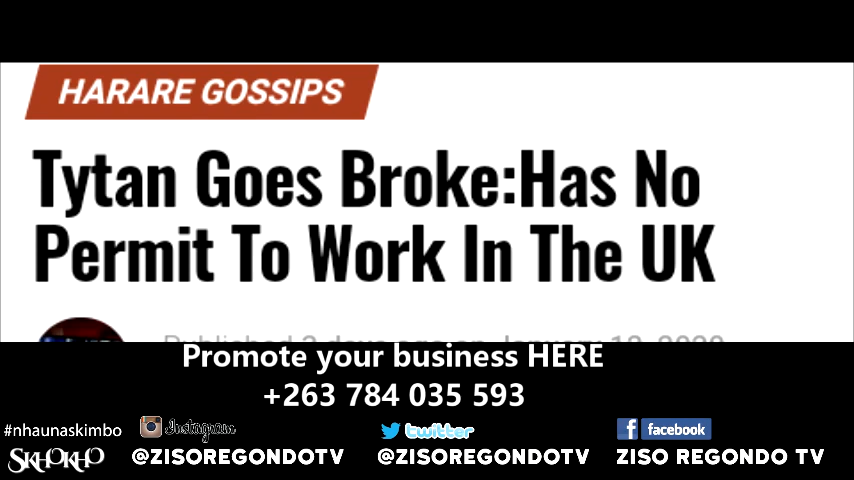 HARARE GOSSIPS
Tytan Goes Broke:Has No
Permit To Work In The UK
Promote your business HERE
+263 784 035 593
#nhaunaskimbo Instagram twitter f facebook
SKHOKHO @ZISOREGONDOTV @ZISOREGONDOTV ZISO REGONDO TV